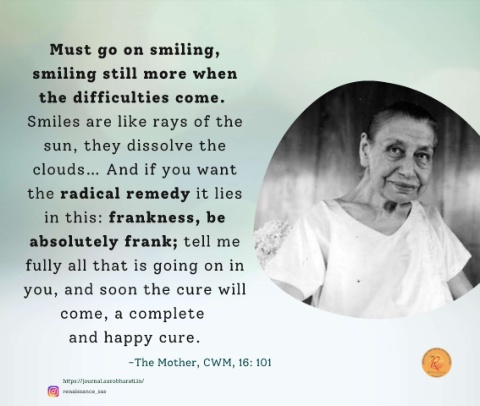 Must go on smiling,
smiling still more when
the difficulties come.
Smiles are like rays of the
sun, they dissolve the
clouds... And if you want
the radical remedy it lies
in this: frankness, be
absolutely frank; tell me
fully all that is going on in
you, and soon the cure will
come, a complete
and happy cure.
~The Mother, CWM, 16: 101
https://journal.aurobharati.in/
renaissance_sas